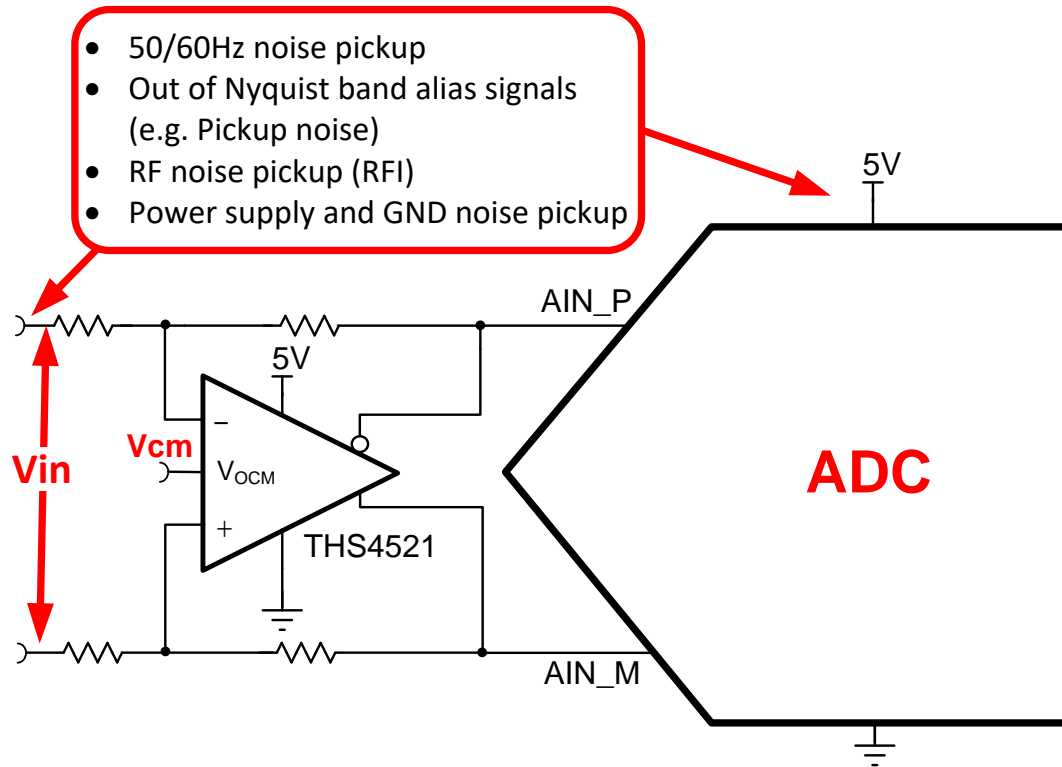 • 50/60Hz noise pickup
• Out of Nyquist band alias signals
(e.g. Pickup noise)
• RF noise pickup (RFI)
• Power supply and GND noise pickup
5V
AIN_P
5V
−
Vcm
VOCM
Vin
+
THS4521
ADC
AIN_M